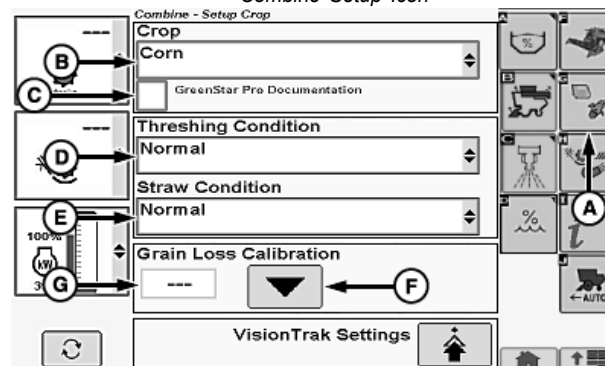 Combine Setup Icon
Combine - Setup Crop
Crop
Corn
GreenStar Pro Documentation
Threshing Condition
Normal
Straw Condition
Normal
Grain Loss Calibration
---
VisionTrak Settings
---
---
100%
kW
B
C
D
E
G
F
A
%
A
B
C
D
%
i
← AUTO